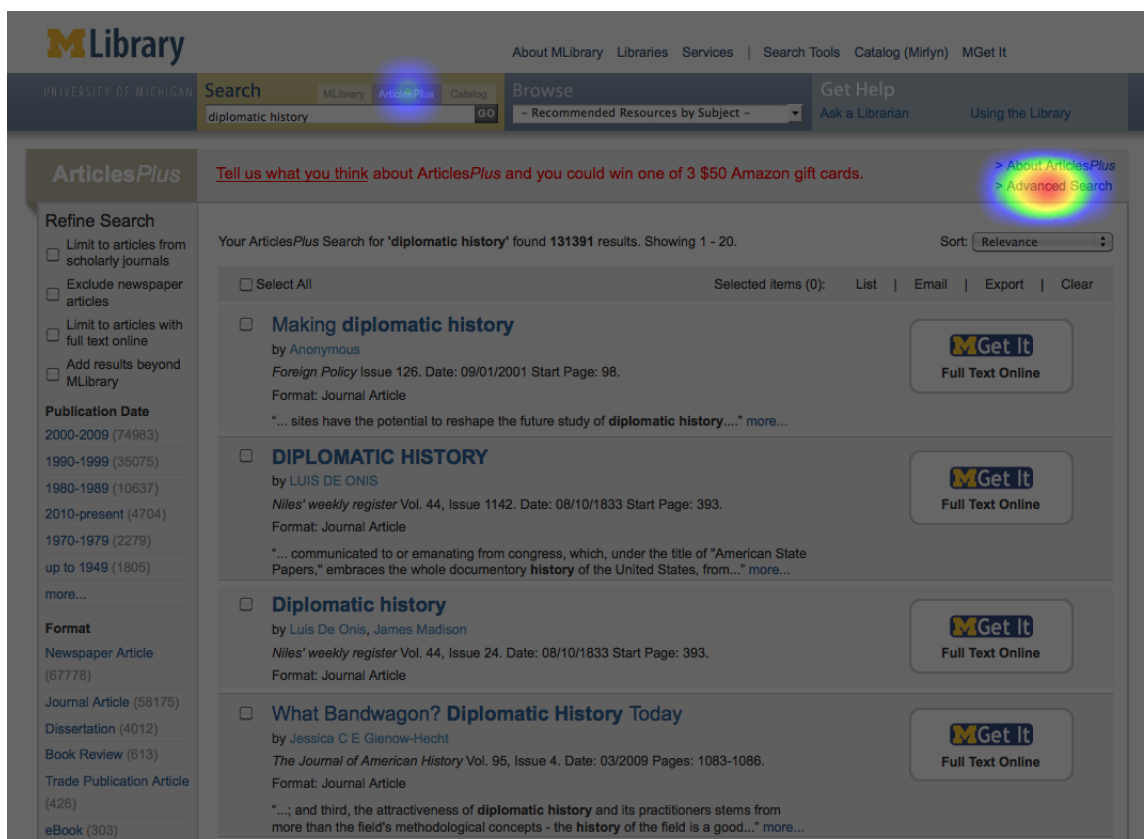 MLibrary
About MLibrary Libraries Services | Search Tools Catalog (Mirlyn) MGet It
UNIVERSITY OF MICHIGAN
Search MLibrary ArticlesPlus Catalog
diplomatic history GO
Browse
- Recommended Resources by Subject -
Get Help
Ask a Librarian Using the Library
ArticlesPlus
Tell us what you think about ArticlesPlus and you could win one of 3 $50 Amazon gift cards.
> About ArticlesPlus
> Advanced Search
Refine Search
Limit to articles from
scholarly journals
Exclude newspaper
articles
Limit to articles with
full text online
Add results beyond
MLibrary
Publication Date
2000-2009 (74983)
1990-1999 (35075)
1980-1989 (10637)
2010-present (4704)
1970-1979 (2279)
up to 1949 (1805)
more...
Format
Newspaper Article
(67778)
Journal Article (58175)
Dissertation (4012)
Book Review (613)
Trade Publication Article
(426)
eBook (303)
Your ArticlesPlus Search for 'diplomatic history' found 131391 results. Showing 1 - 20.
Sort: Relevance
Select All Selected items (0): List | Email | Export | Clear
Making diplomatic history
by Anonymous
Foreign Policy Issue 126. Date: 09/01/2001 Start Page: 98.
Format: Journal Article
"... sites have the potential to reshape the future study of diplomatic history...." more...
MGet It
Full Text Online
DIPLOMATIC HISTORY
by LUIS DE ONIS
Niles' weekly register Vol. 44, Issue 1142. Date: 08/10/1833 Start Page: 393.
Format: Journal Article
"... communicated to or emanating from congress, which, under the title of "American State
Papers," embraces the whole documentory history of the United States, from..." more...
MGet It
Full Text Online
Diplomatic history
by Luis De Onis, James Madison
Niles' weekly register Vol. 44, Issue 24. Date: 08/10/1833 Start Page: 393.
Format: Journal Article
MGet It
Full Text Online
What Bandwagon? Diplomatic History Today
by Jessica C E Gienow-Hecht
The Journal of American History Vol. 95, Issue 4. Date: 03/2009 Pages: 1083-1086.
Format: Journal Article
"...; and third, the attractiveness of diplomatic history and its practitioners stems from
more than the field's methodological concepts - the history of the field is a good..." more...
MGet It
Full Text Online